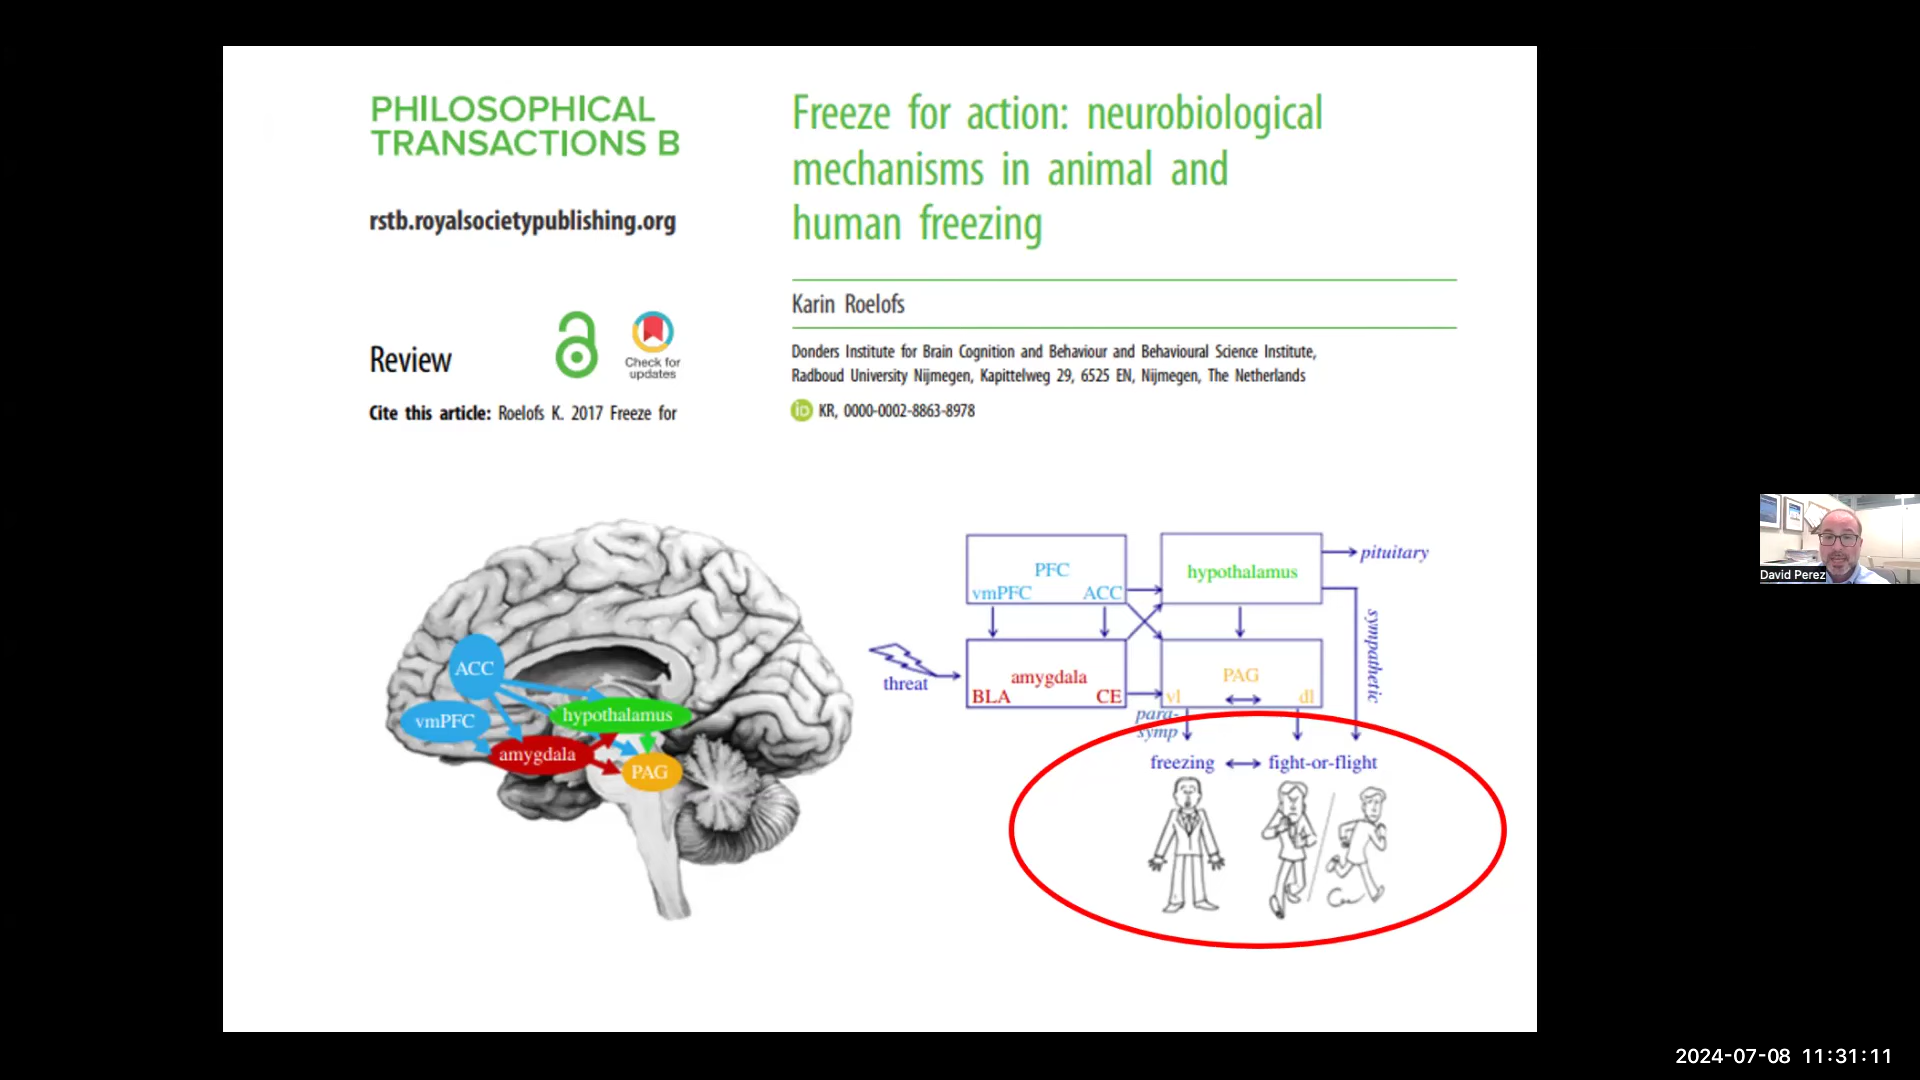 PHILOSOPHICAL
TRANSACTIONS B
rstb.royalsocietypublishing.org
Review
Check for
updates
Cite this article: Roelofs K. 2017 Freeze for
Freeze for action: neurobiological
mechanisms in animal and
human freezing
Karin Roelofs
Donders Institute for Brain Cognition and Behaviour and Behavioural Science Institute,
Radboud University Nijmegen, Kapittelweg 29, 6525 EN, Nijmegen, The Netherlands
iD KR, 0000-0002-8863-8978
ACC
vmPFC
hypothalamus
amygdala
PAG
PFC
vmPFC ACC
hypothalamus
pituitary
sympathetic
threat
amygdala
BLA CE
PAG
vl dl
para-
symp
freezing fight-or-flight
David Perez
2024-07-08 11:31:11